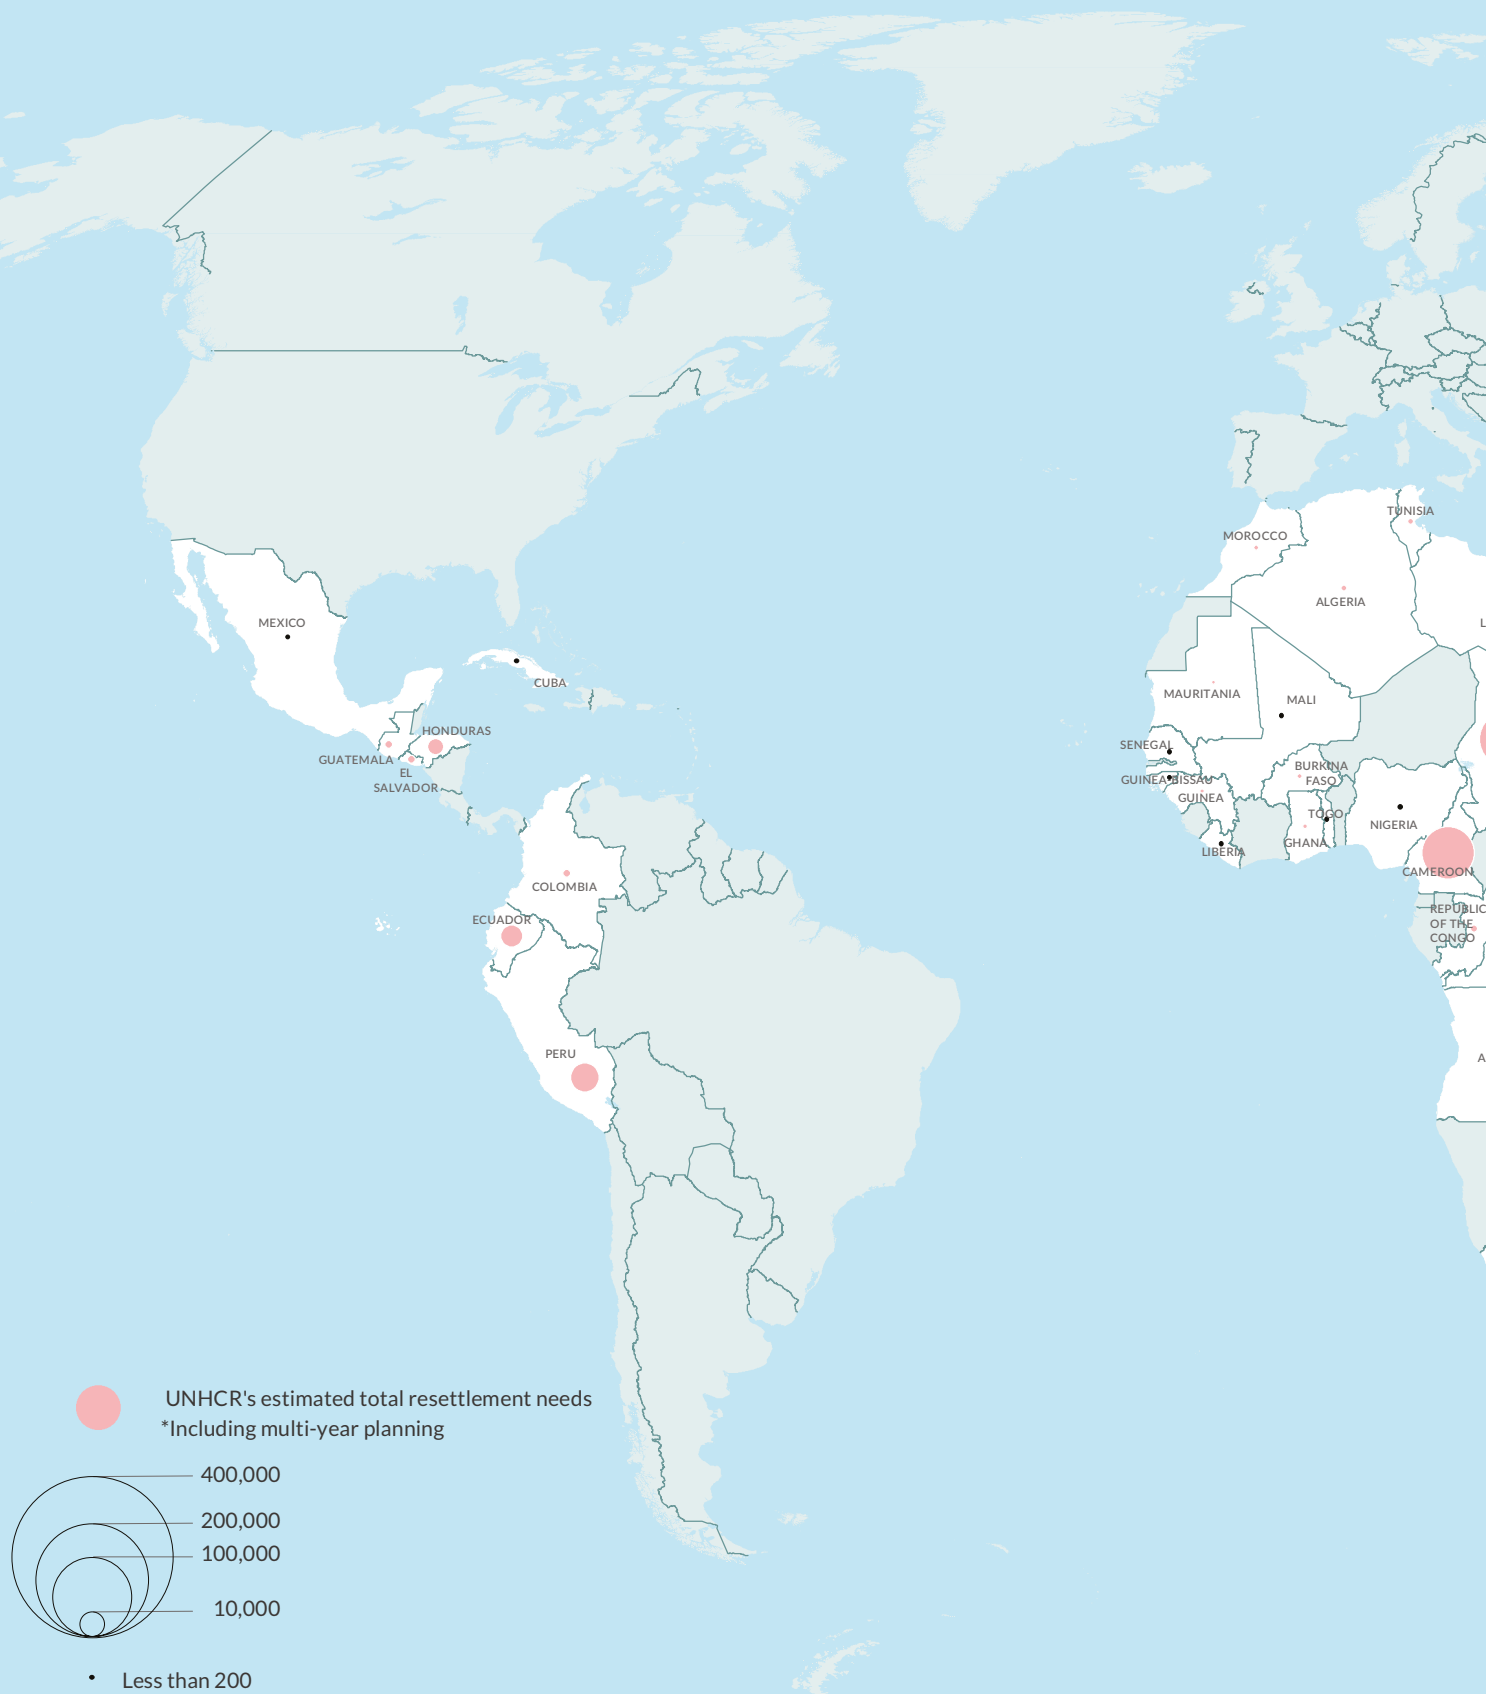 TUNISIA
MOROCCO
ALGERIA
MEXICO
L
CUBA
MAURITANIA
MALI
HONDURAS
SENEGAL
GUATEMALA
EL
SALVADOR
BURKINA
FASO
GUINEA-BISSAU
GUINEA
TOGO
NIGERIA
GHANA
LIBERIA
CAMEROON
COLOMBIA
ECUADOR
REPUBLIC
OF THE
CONGO
PERU
A
UNHCR's estimated total resettlement needs
*Including multi-year planning
400,000
200,000
100,000
10,000
Less than 200